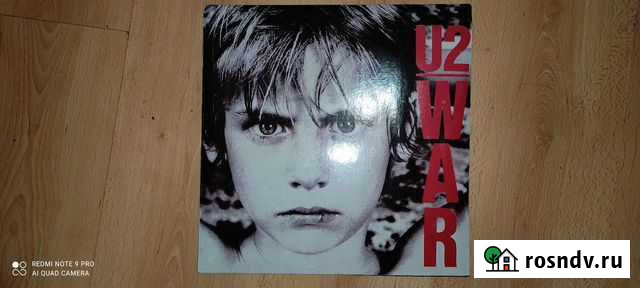 U2
WAR
REDMI NOTE 9 PRO
AI QUAD CAMERA
rosndv.ru